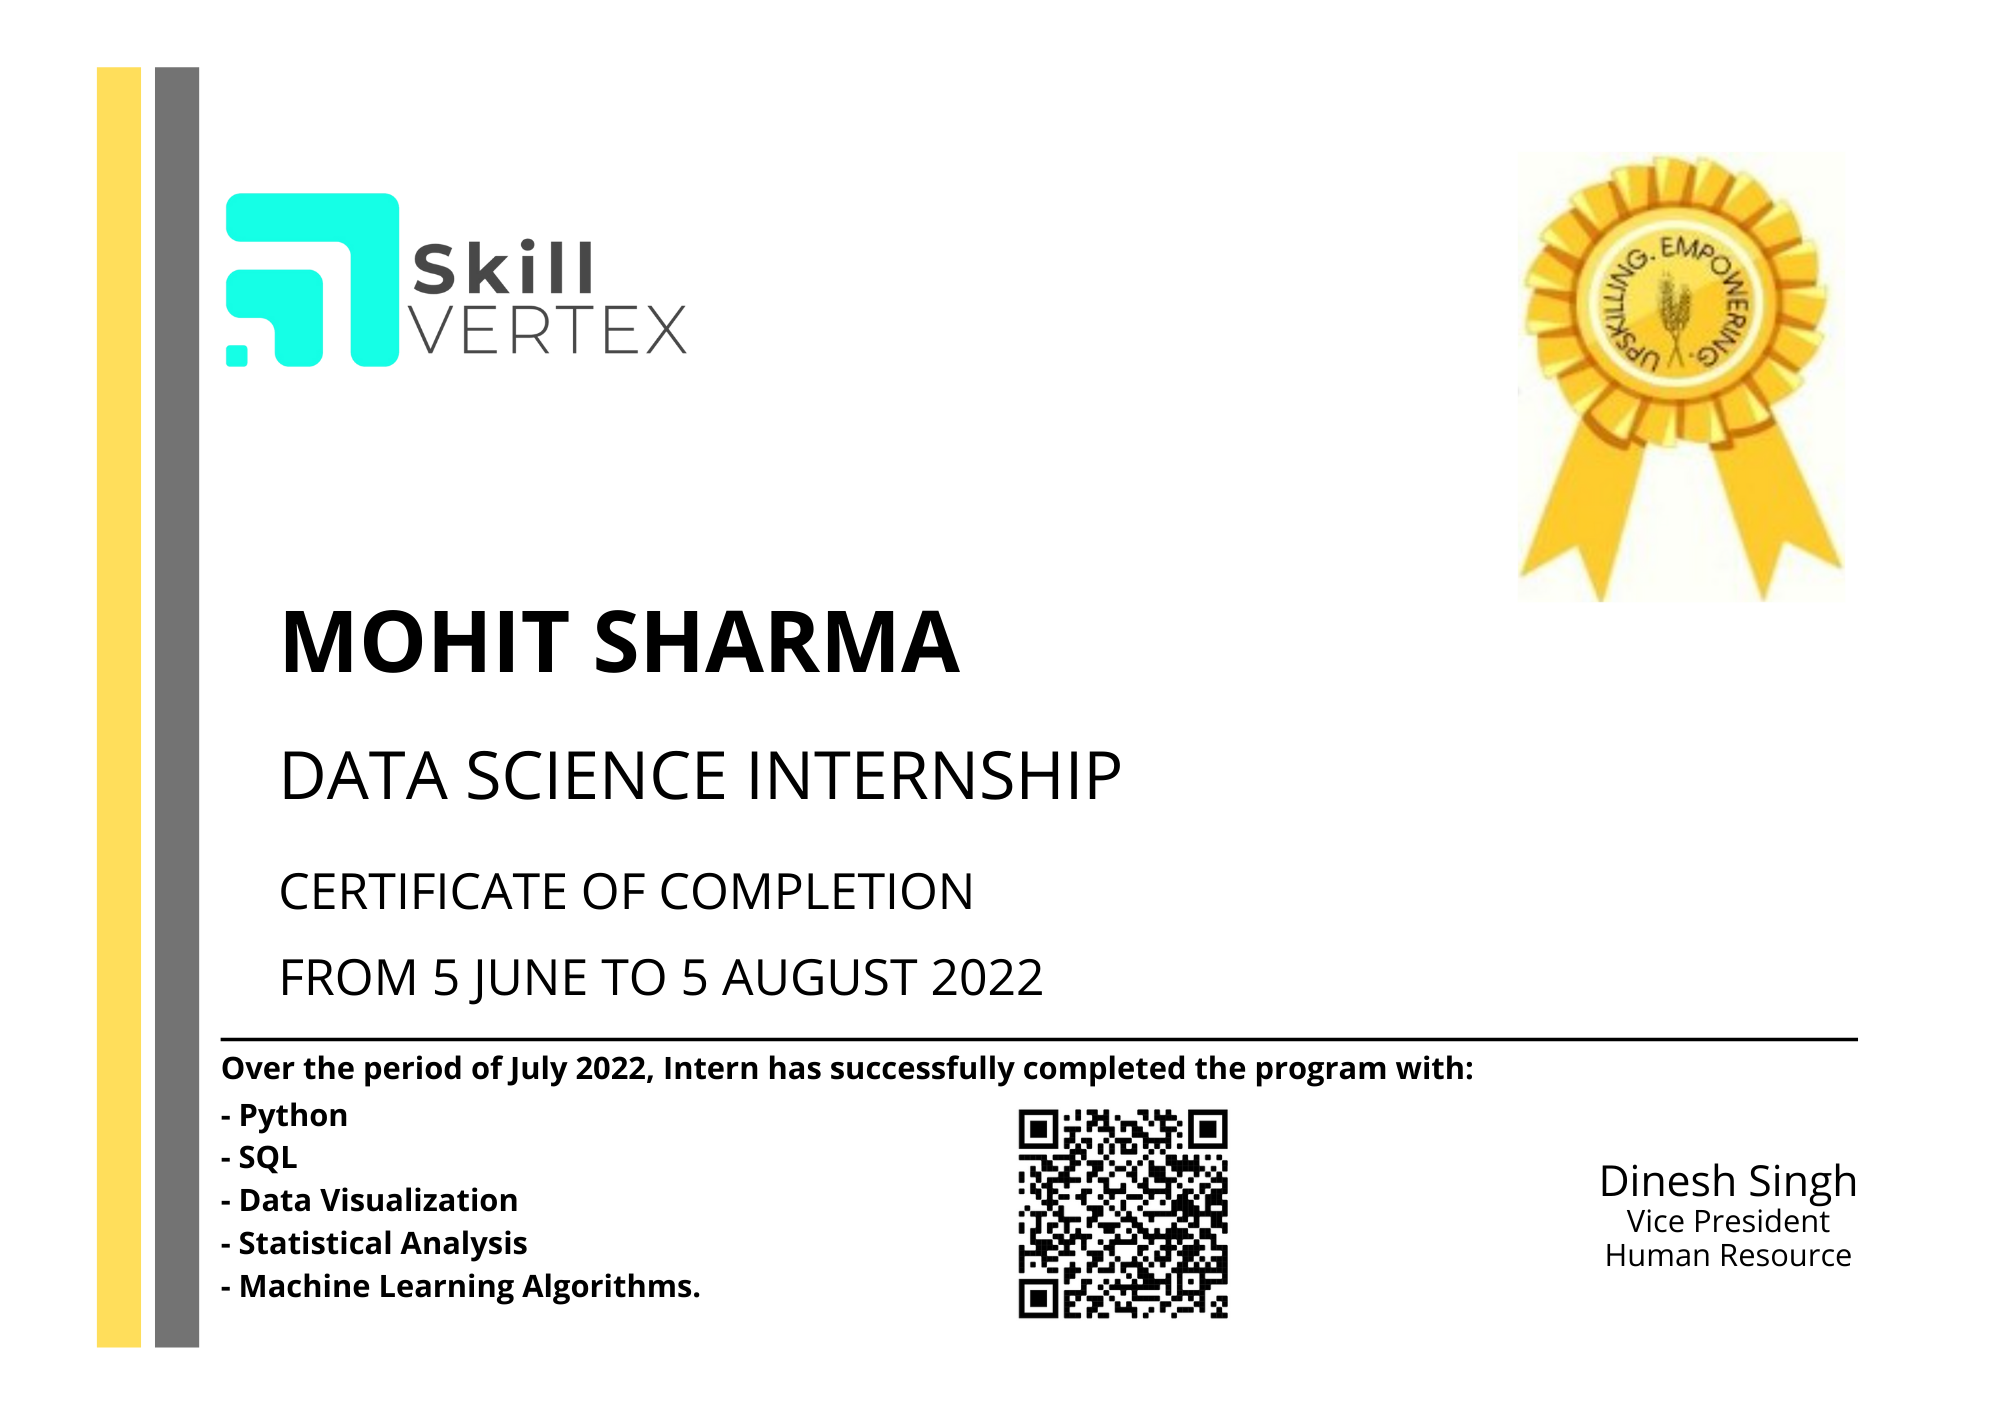 Skill
VERTEX
UPSKILLING. EMPOWERING.
MOHIT SHARMA
DATA SCIENCE INTERNSHIP
CERTIFICATE OF COMPLETION
FROM 5 JUNE TO 5 AUGUST 2022
Over the period of July 2022, Intern has successfully completed the program with:
- Python
- SQL
- Data Visualization
- Statistical Analysis
- Machine Learning Algorithms.
Dinesh Singh
Vice President
Human Resource